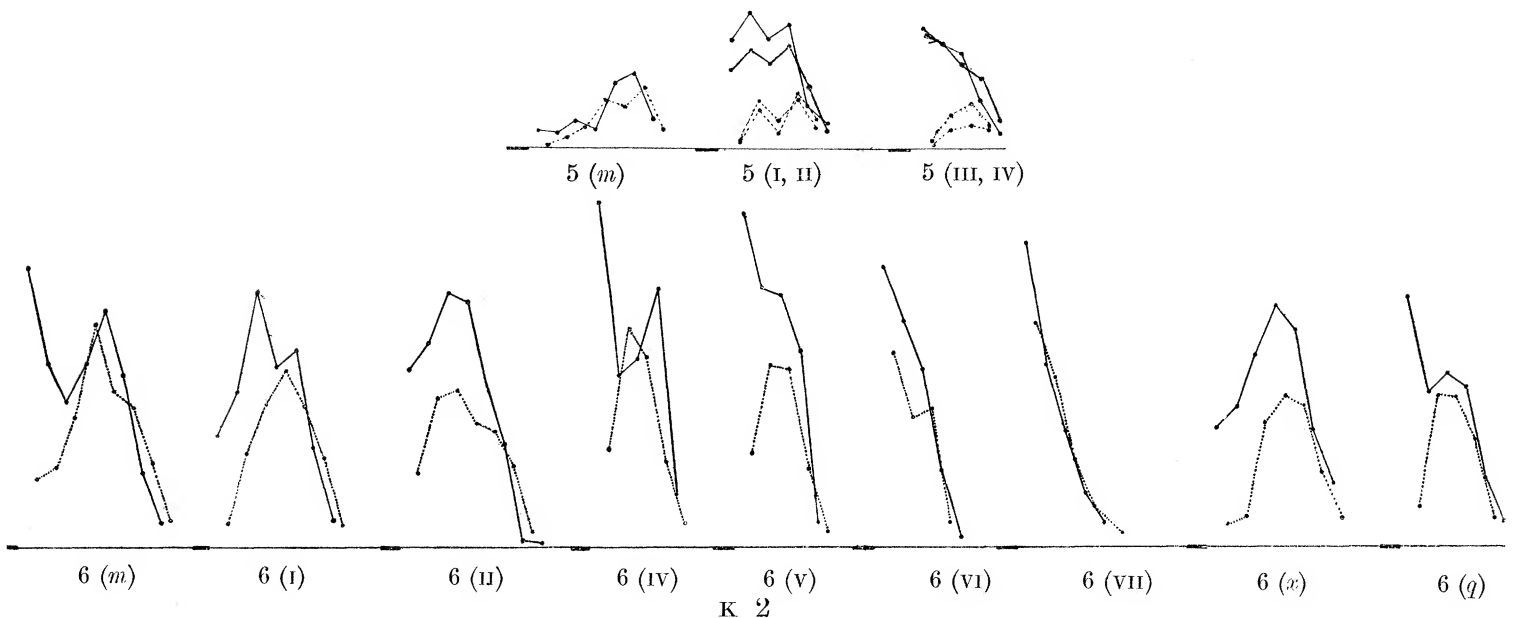 5 (m) 5 (I, II) 5 (III, IV)
6 (m) 6 (I) 6 (II) 6 (IV) 6 (V) 6 (VI) 6 (VII) 6 (x) 6 (q)
K 2